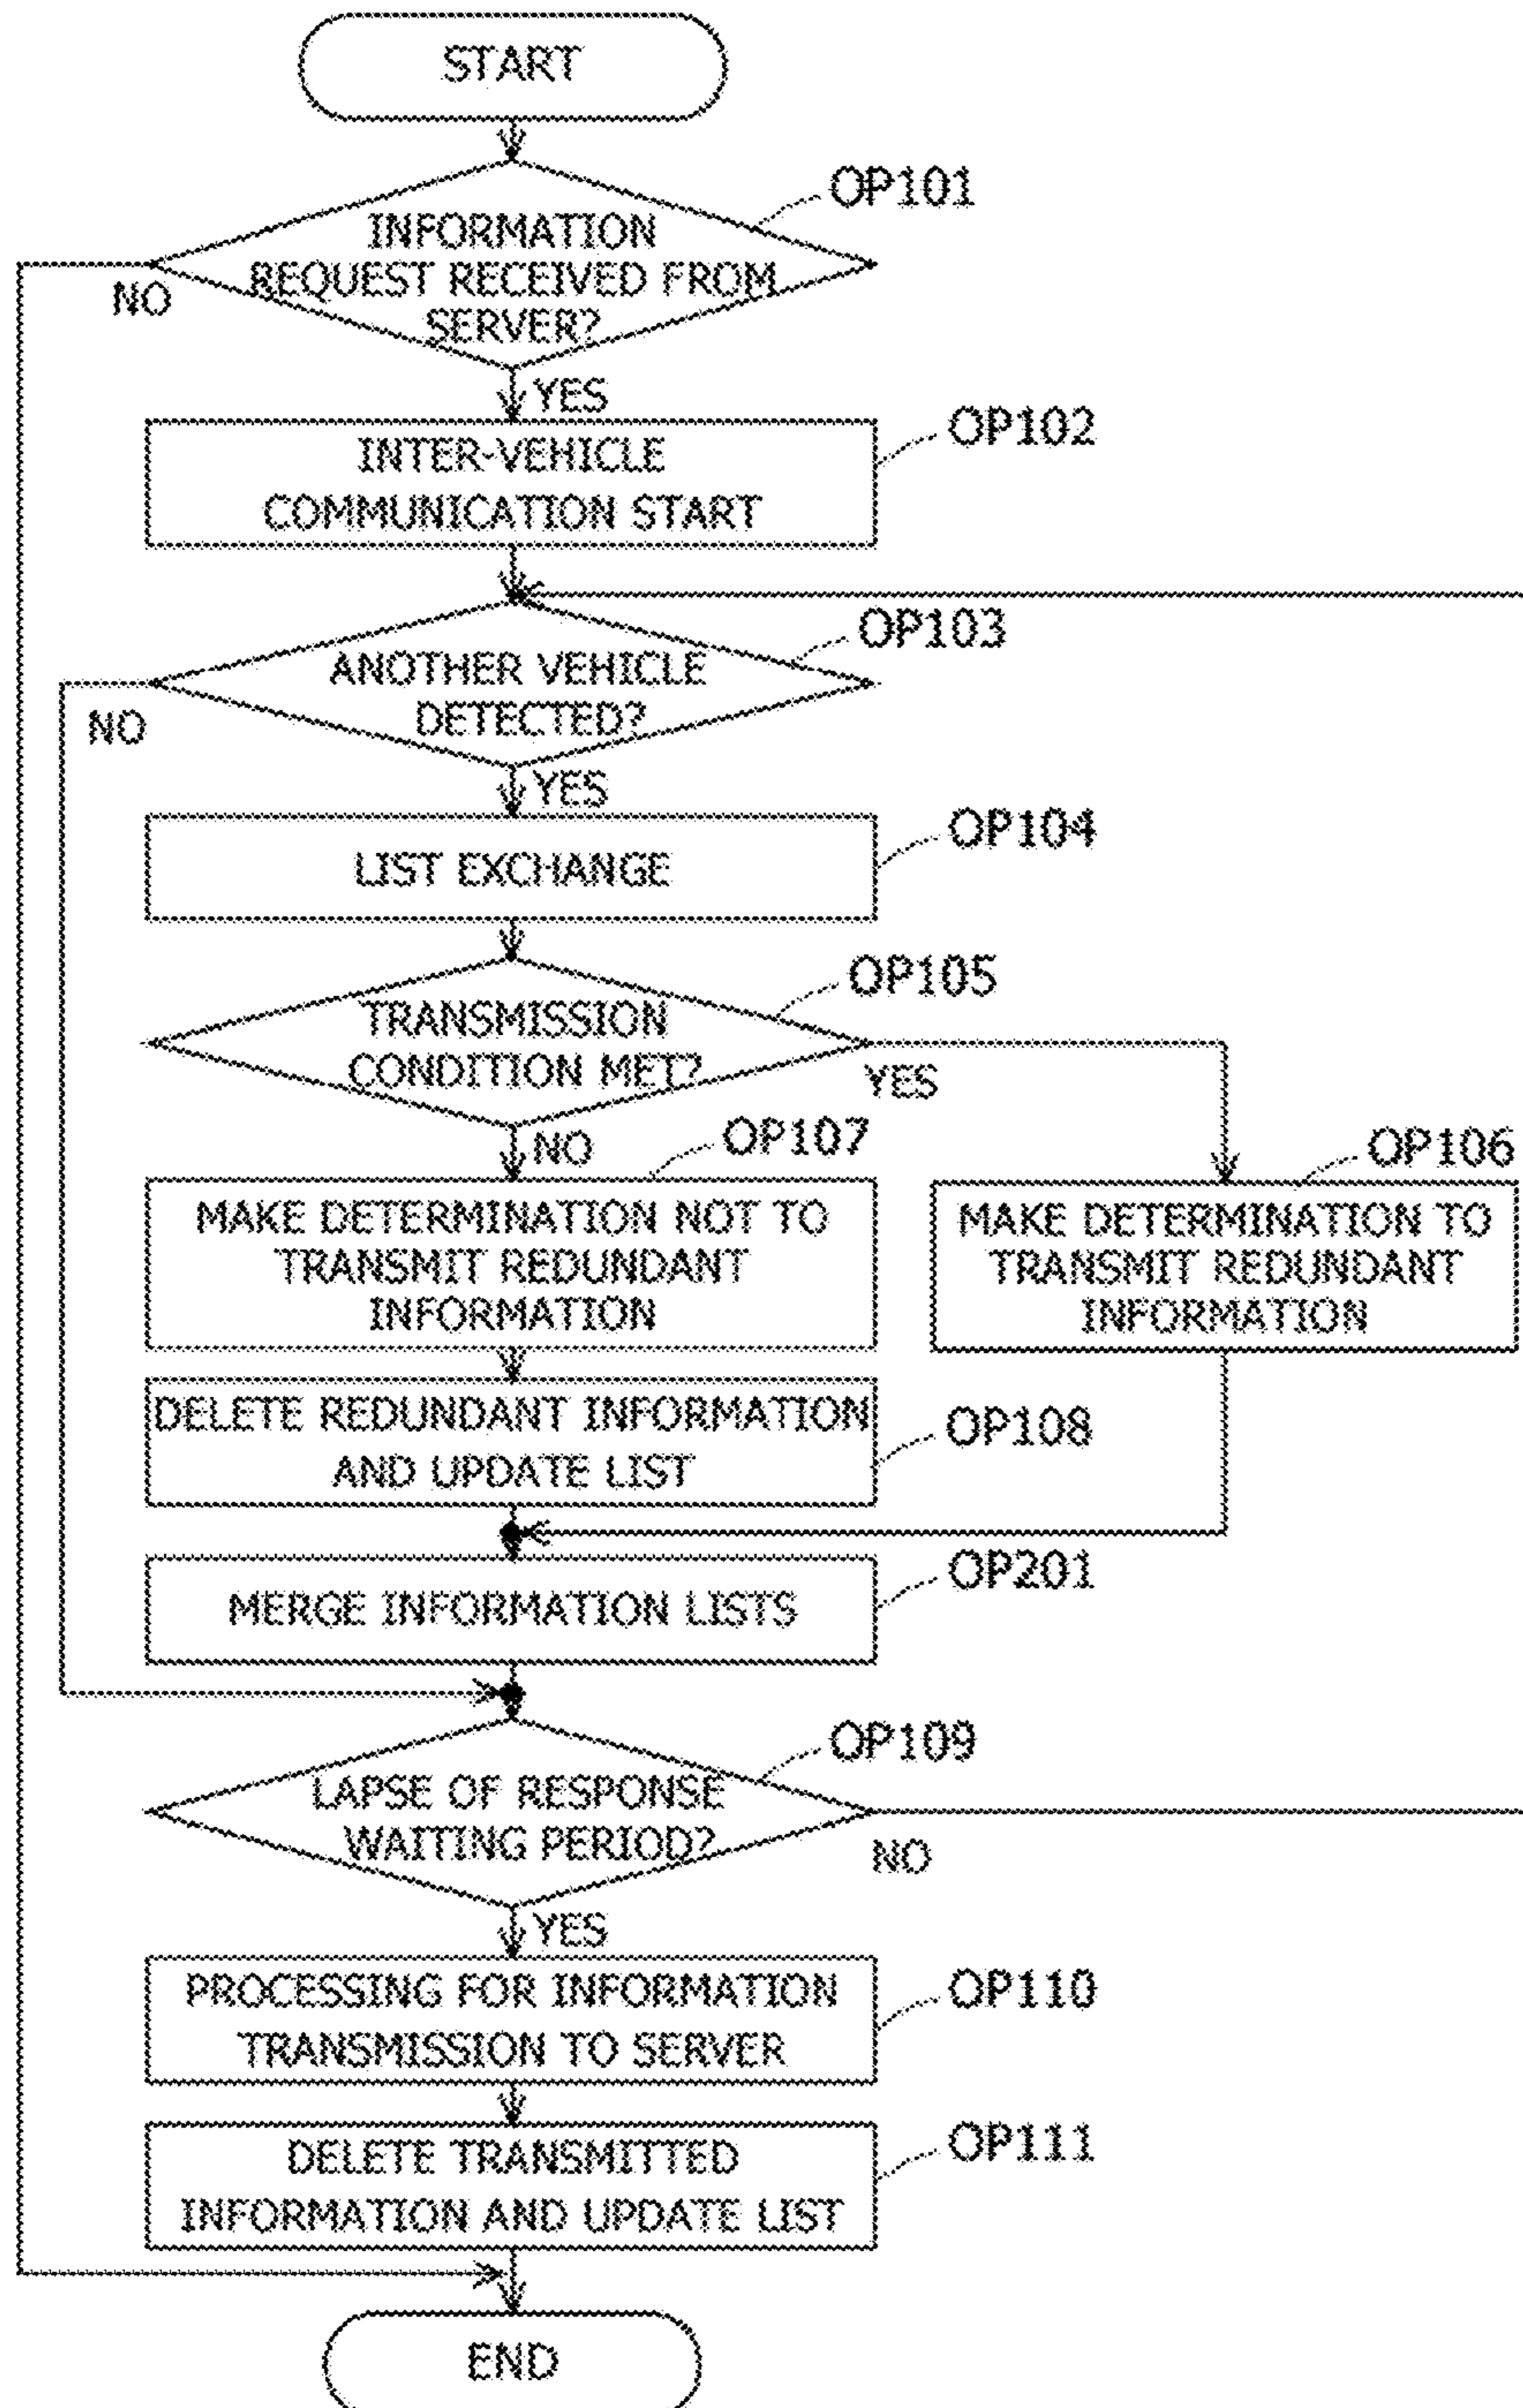 START
OP101
INFORMATION
REQUEST RECEIVED FROM
SERVER?
NO
YES
OP102
INTER-VEHICLE
COMMUNICATION START
OP103
ANOTHER VEHICLE
DETECTED?
NO
YES
OP104
LIST EXCHANGE
OP105
TRANSMISSION
CONDITION MET?
YES
NO
OP107
OP106
MAKE DETERMINATION NOT TO
TRANSMIT REDUNDANT
INFORMATION
MAKE DETERMINATION TO
TRANSMIT REDUNDANT
INFORMATION
DELETE REDUNDANT INFORMATION
AND UPDATE LIST
OP108
OP201
MERGE INFORMATION LISTS
OP109
LAPSE OF RESPONSE
WAITING PERIOD?
NO
YES
PROCESSING FOR INFORMATION
TRANSMISSION TO SERVER
OP110
OP111
DELETE TRANSMITTED
INFORMATION AND UPDATE LIST
END